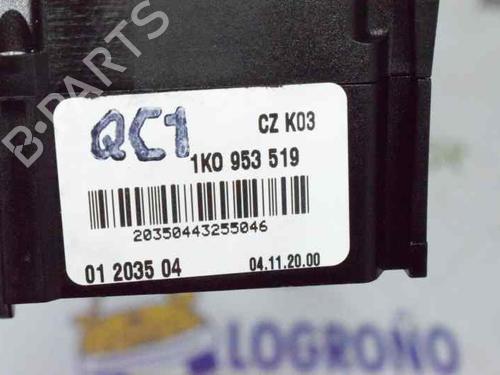 B-PARTS
QC1
CZ K03
1K0 953 519
20350443255046
01 2035 04
04.11.20.00
LOGROÑO